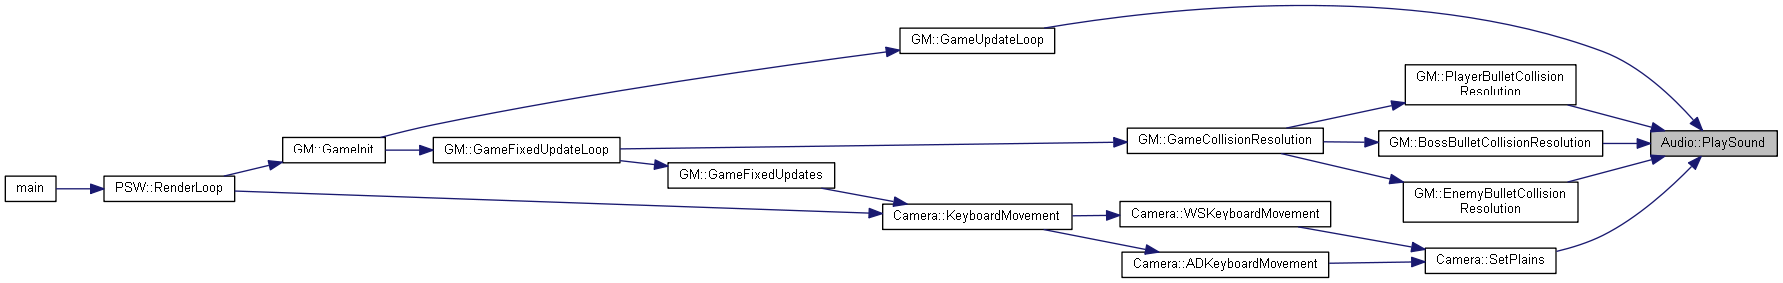 main
PSW::RenderLoop
GM::GameInit
GM::GameFixedUpdateLoop
GM::GameUpdateLoop
GM::GameFixedUpdates
Camera::KeyboardMovement
GM::GameCollisionResolution
Camera::WSKeyboardMovement
Camera::ADKeyboardMovement
GM::PlayerBulletCollision
Resolution
GM::BossBulletCollisionResolution
GM::EnemyBulletCollision
Resolution
Camera::SetPlains
Audio::PlaySound